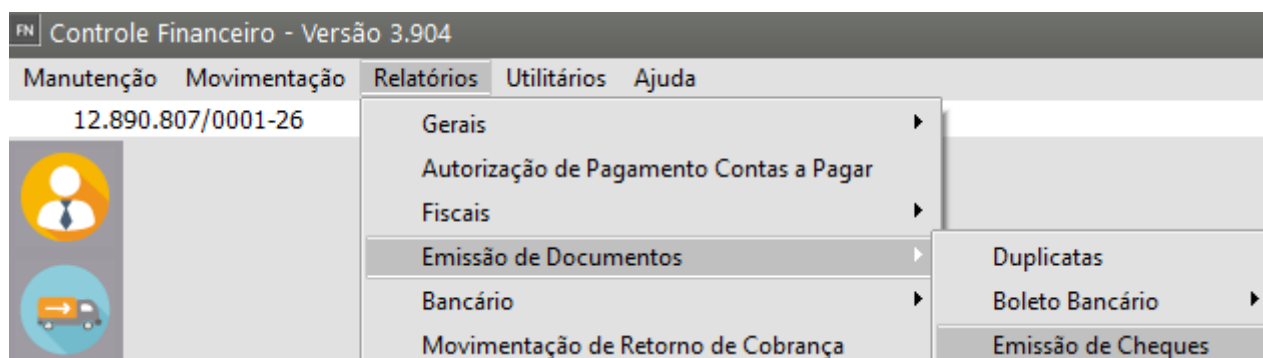 FN Controle Financeiro - Versão 3.904
Manutenção Movimentação Relatórios Utilitários Ajuda
12.890.807/0001-26
Gerais
Autorização de Pagamento Contas a Pagar
Fiscais
Emissão de Documentos
Duplicatas
Bancário
Boleto Bancário
Movimentação de Retorno de Cobrança
Emissão de Cheques